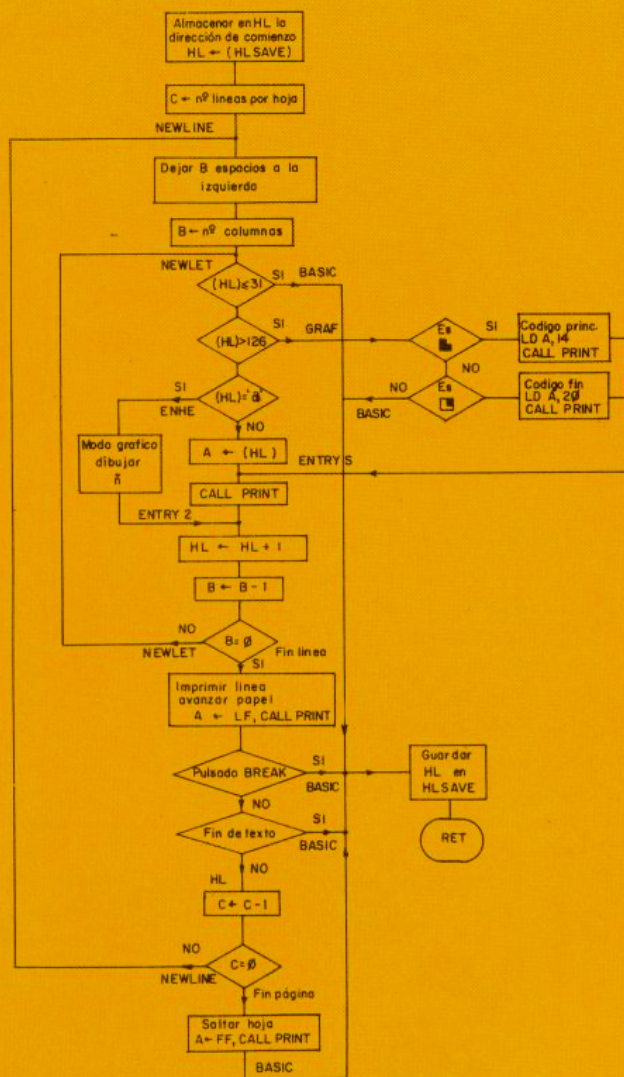 Almacenar en HL la
dirección de comienzo
HL ← (HLSAVE)
C ← nº lineas por hoja
NEWLINE
Dejar B espacios a la
izquierda
B ← nº columnas
NEWLET
(HL)≤31
SI
BASIC
(HL)>126
SI
GRAF
Es
SI
Codigo princ.
LD A,14
CALL PRINT
NO
Es
NO
BASIC
Codigo fin
LD A,2Ø
CALL PRINT
SI
ENHE
NO
Modo grafico
dibujar
ñ
A ← (HL)
ENTRY S
CALL PRINT
ENTRY 2
HL ← HL + 1
B ← B - 1
NO
NEWLET
B = Ø
Fin linea
SI
Imprimir linea
avanzar papel
A ← LF, CALL PRINT
Pulsado BREAK
SI
BASIC
Guardar
HL en
HLSAVE
NO
RET
Fin de texto
SI
BASIC
NO
HL
C ← C - 1
NO
NEWLINE
C = Ø
Fin página
Saltar hoja
A ← FF, CALL PRINT
BASIC